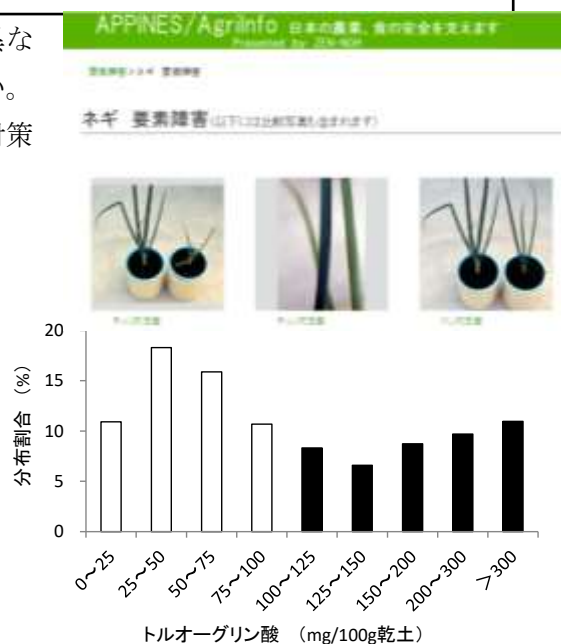 な
い。
策
APPINES/AgriInfo 日本の農業、食の安全を支えます
Presented by ZEN-NOH
ネギ 要素障害
20
15
10
5
0
分布割合 (%)
0～25
25～50
50～75
75～100
100～125
125～150
150～200
200～300
＞300
トルオーグリン酸 (mg/100g乾土)